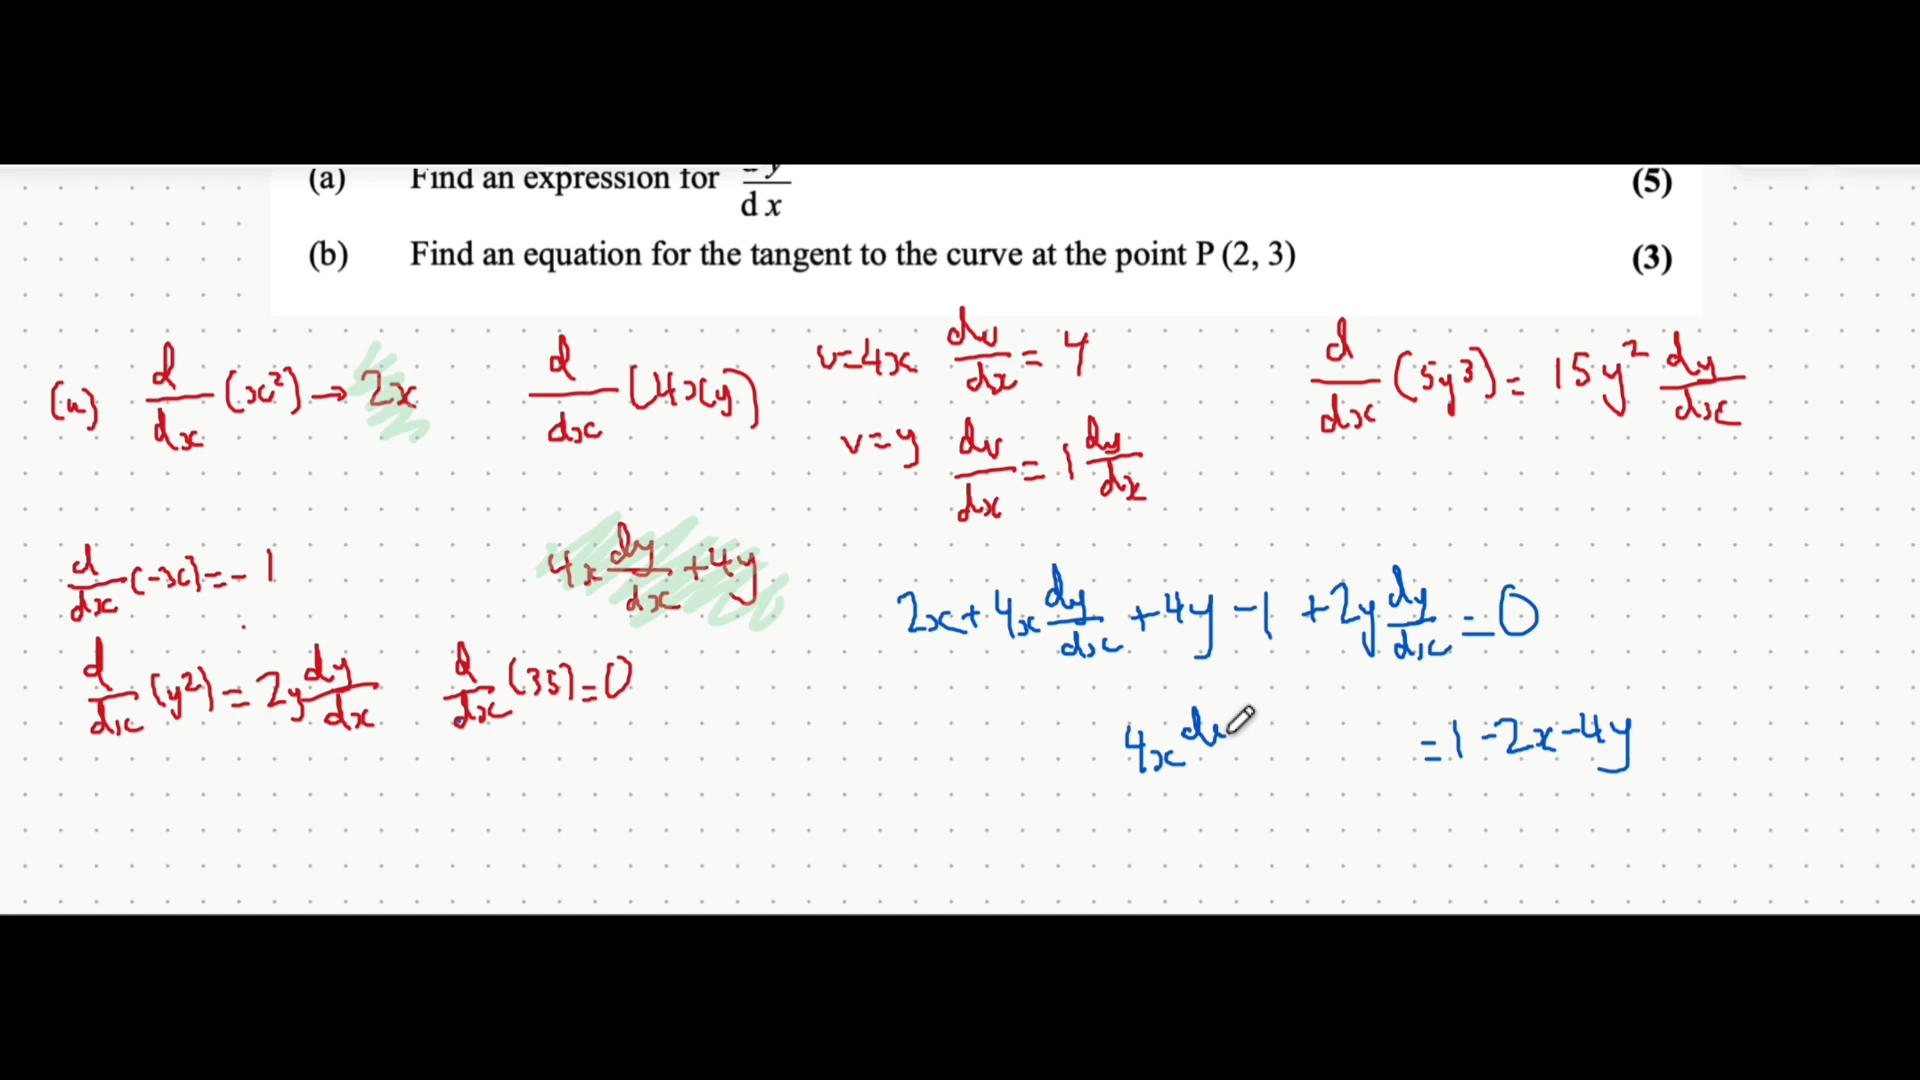 (a) Find an expression for dy/dx (5)
(b) Find an equation for the tangent to the curve at the point P (2, 3) (3)
(a) d/dx (x²) → 2x
d/dx (4xy)
v=4x dv/dx = 4
v=y dv/dx = 1 dy/dx
d/dx (5y³) = 15y² dy/dx
d/dx (-x) = -1
4x dy/dx + 4y
d/dx (y²) = 2y dy/dx
d/dx (35) = 0
2x + 4x dy/dx + 4y - 1 + 2y dy/dx = 0
4x d = 1 - 2x - 4y